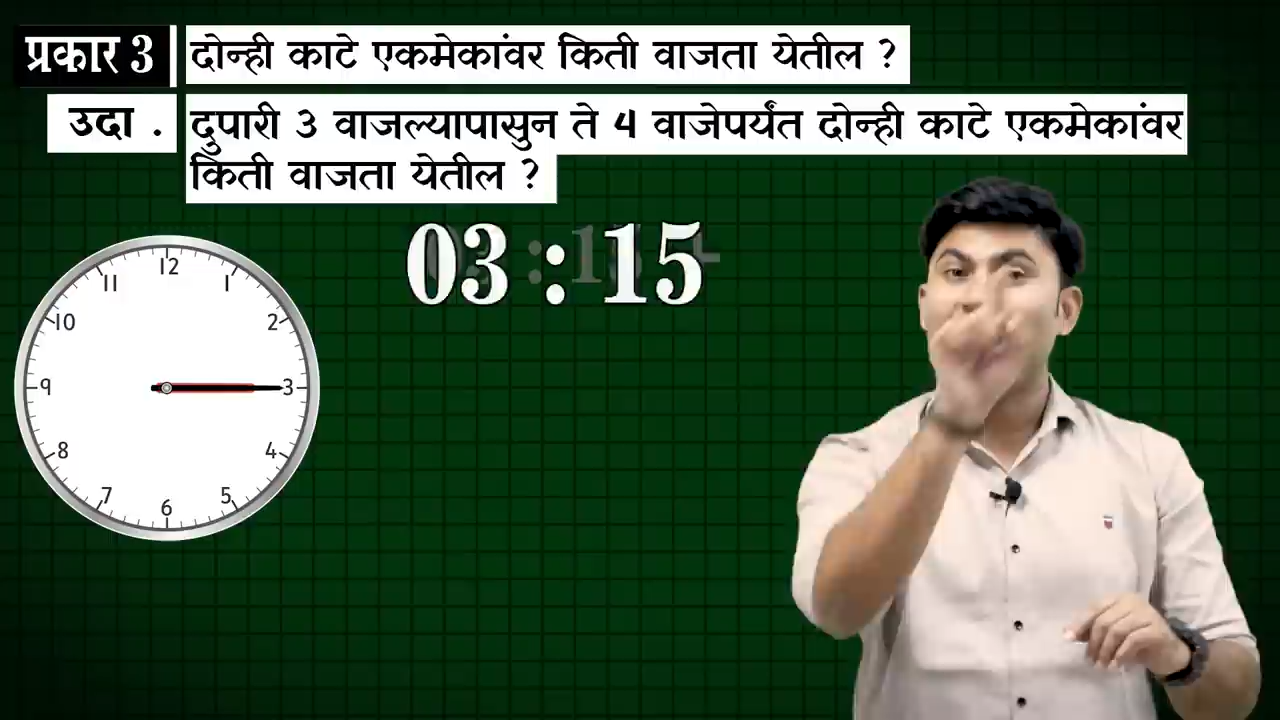 प्रकार 3 दोन्ही काटे एकमेकांवर किती वाजता येतील ?
उदा . दुपारी 3 वाजल्यापासुन ते 4 वाजेपर्यंत दोन्ही काटे एकमेकांवर
किती वाजता येतील ?
03 : 15
12
11 1
10 2
9 3
8 4
7 5
6